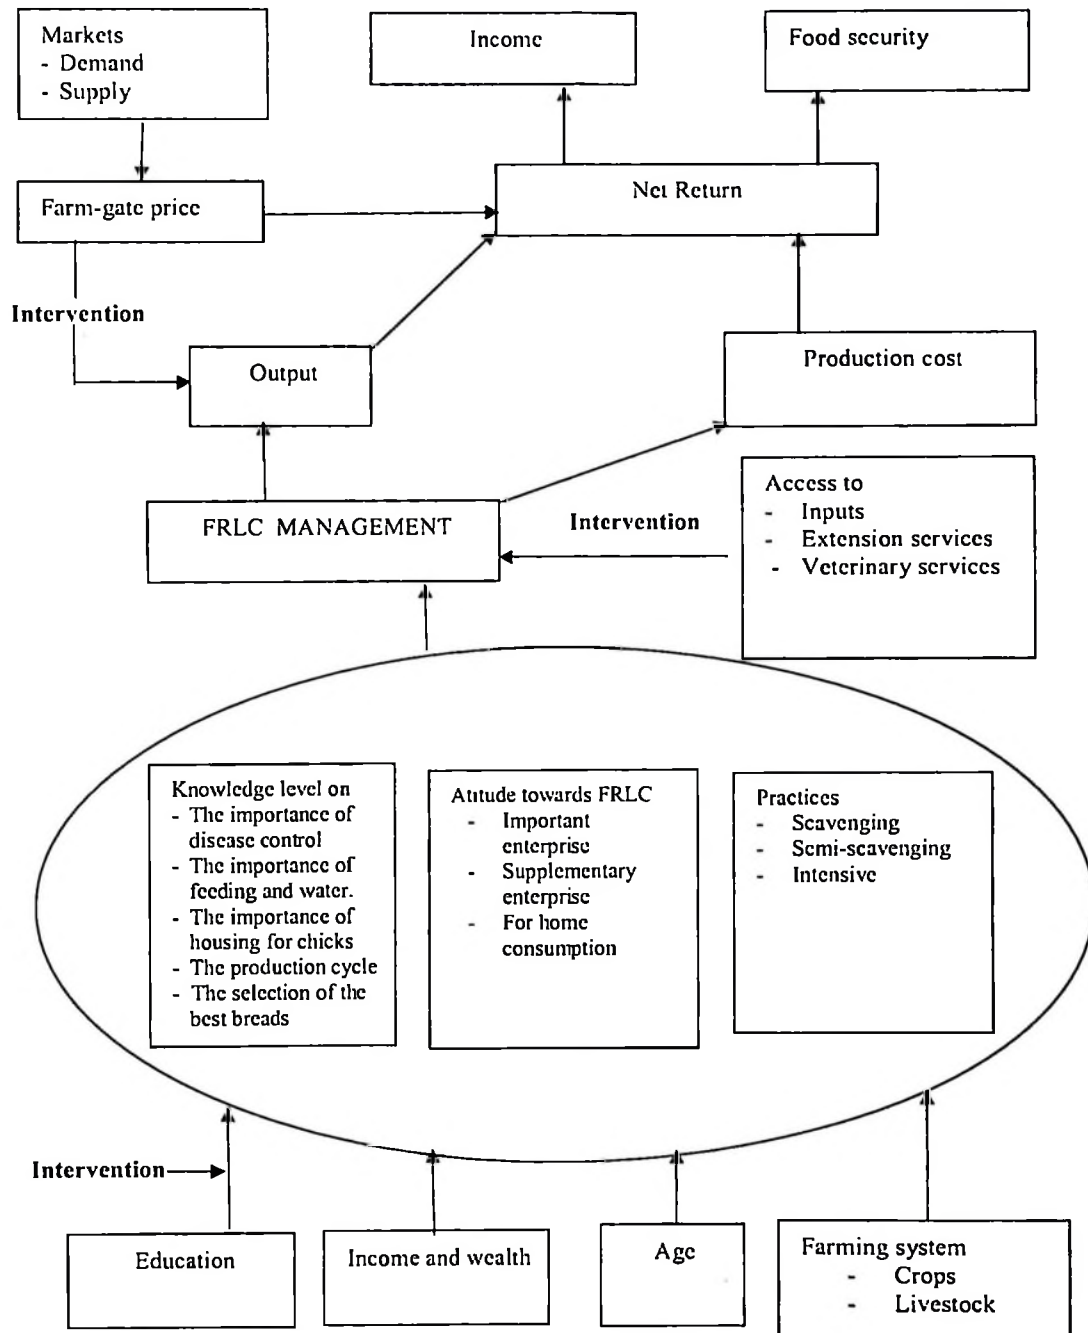 Markets
- Demand
- Supply
Income
Food security
Farm-gate price
Net Return
Intervention
Output
Production cost
FRLC MANAGEMENT
Intervention
Access to
- Inputs
- Extension services
- Veterinary services
Knowledge level on
- The importance of
disease control
- The importance of
feeding and water.
- The importance of
housing for chicks
- The production cycle
- The selection of the
best breads
Attitude towards FRLC
- Important
enterprise
- Supplementary
enterprise
- For home
consumption
Practices
- Scavenging
- Semi-scavenging
- Intensive
Intervention
Education
Income and wealth
Age
Farming system
- Crops
- Livestock